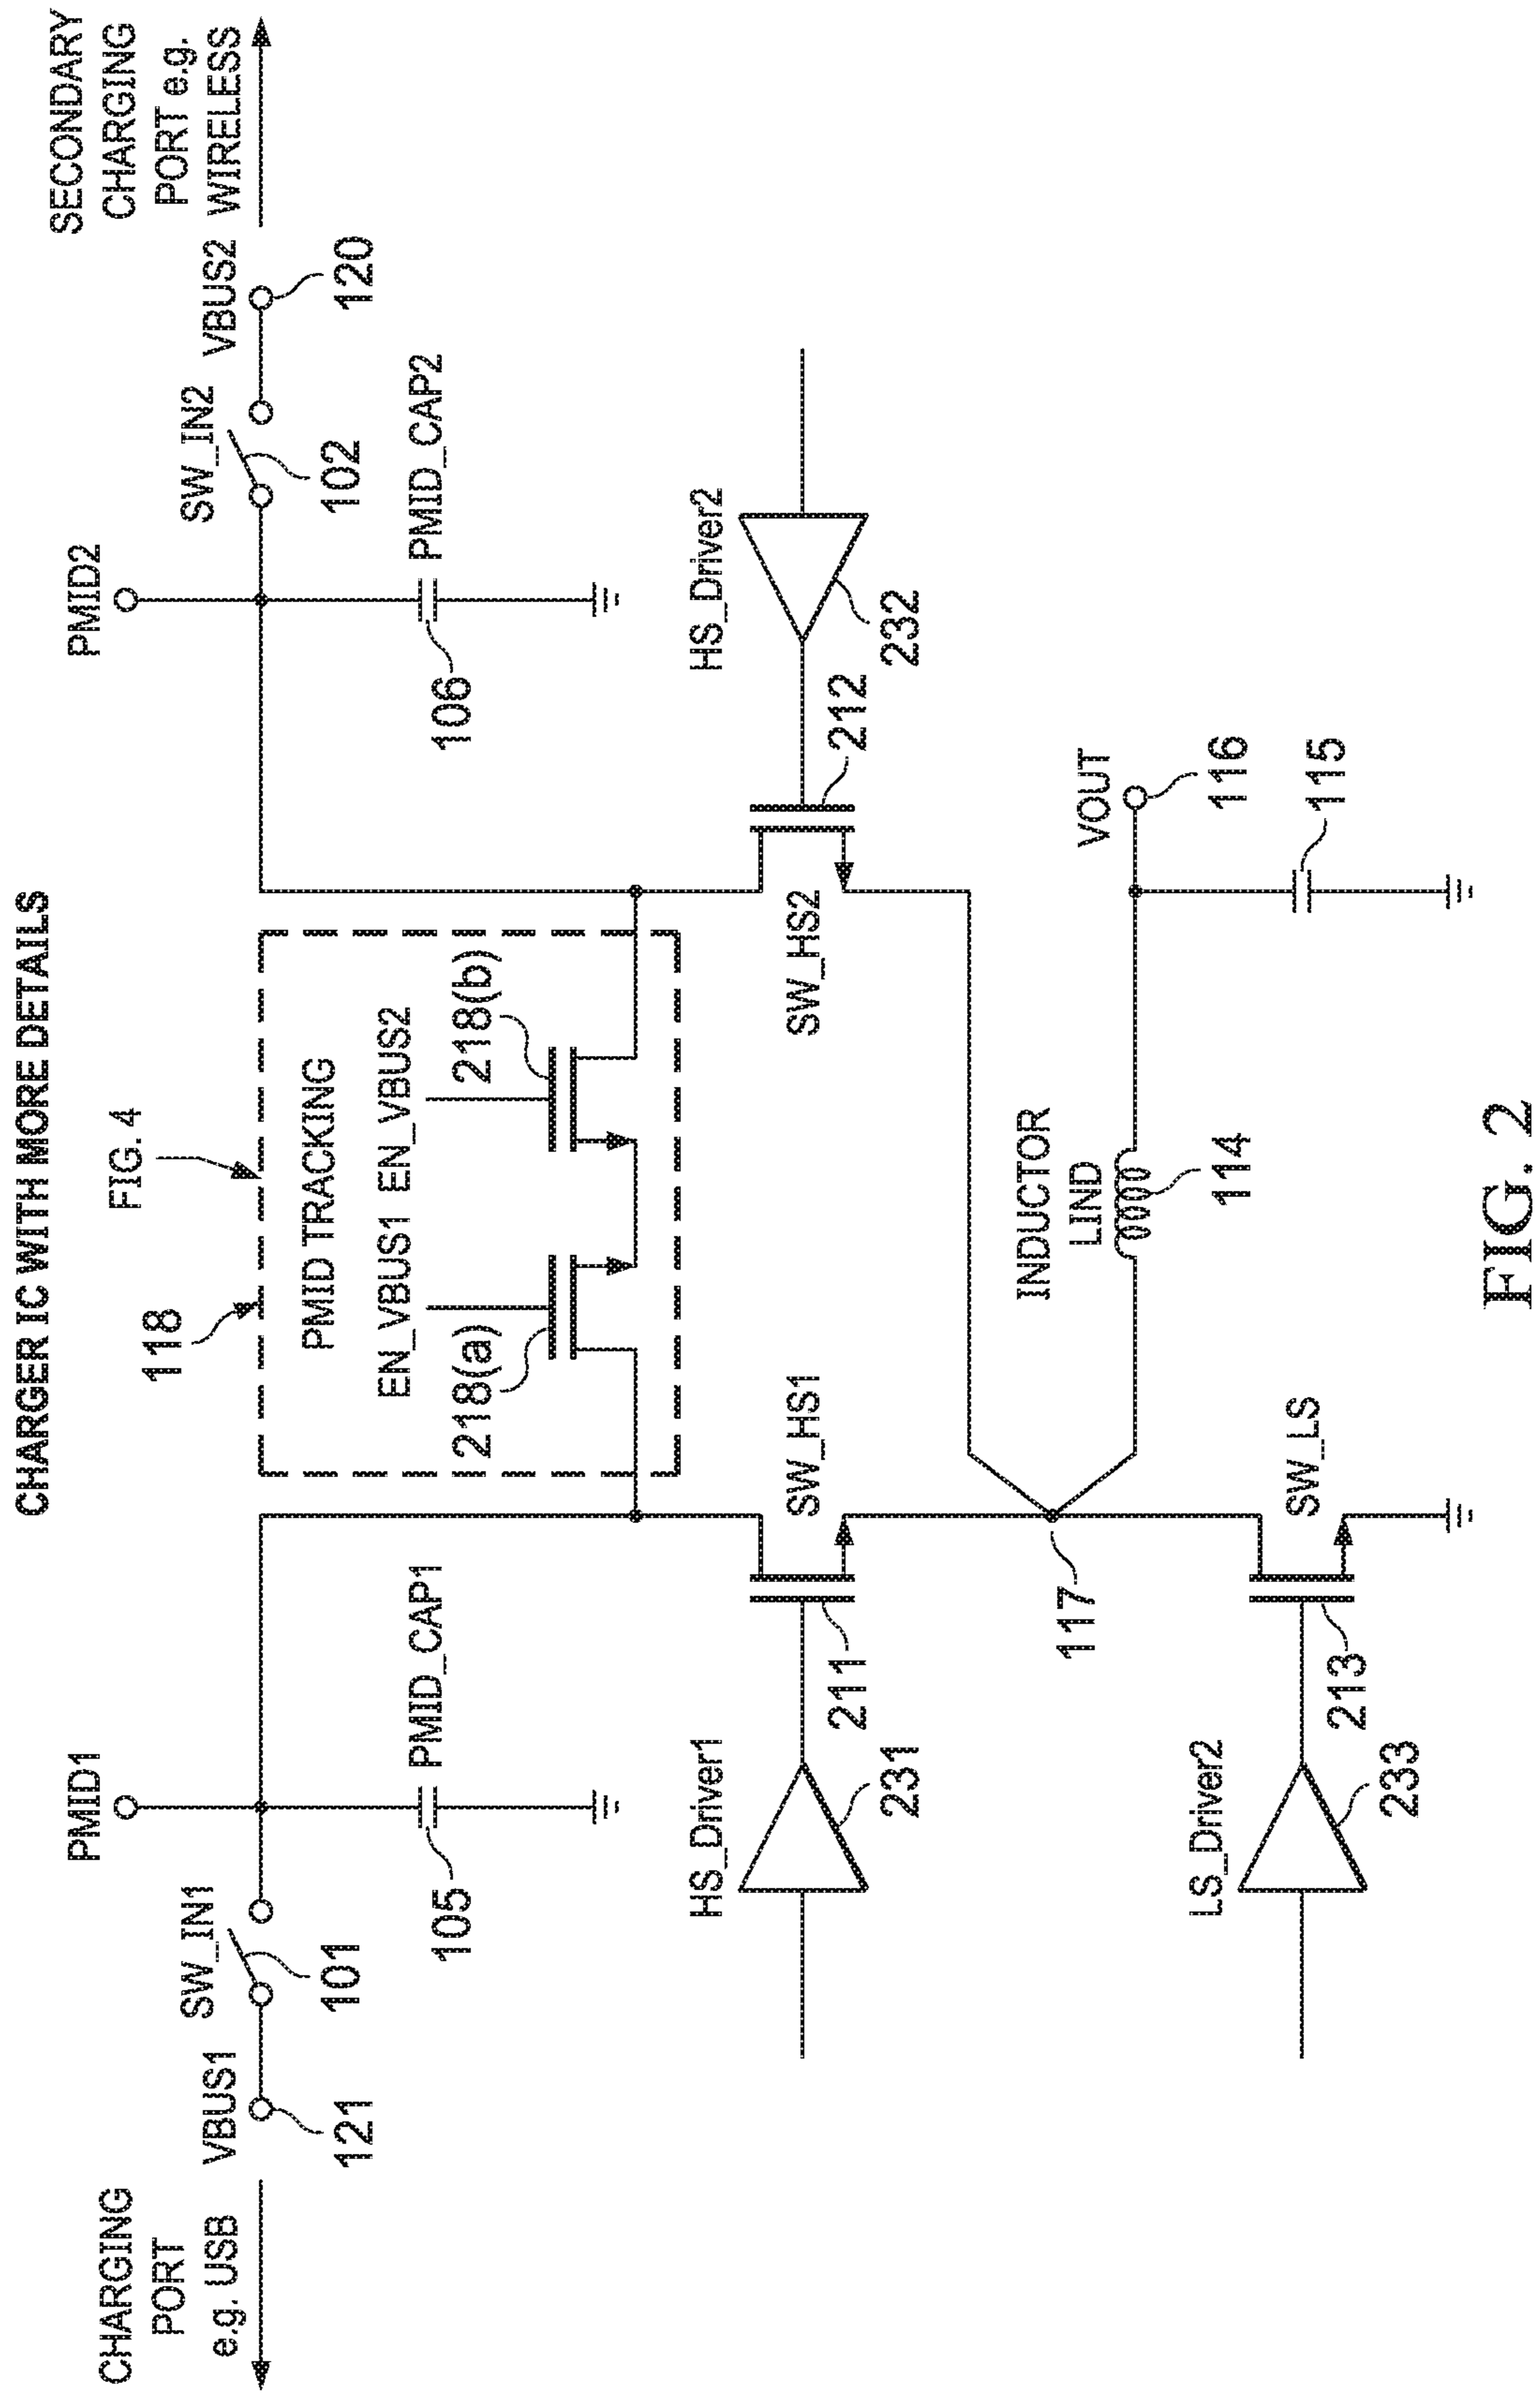 CHARGER IC WITH MORE DETAILS
CHARGING
PORT
e.g. USB
VBUS1
121
SW_IN1
101
PMID1
105
PMID_CAP1
118
FIG. 4
PMID TRACKING
EN_VBUS1 EN_VBUS2
218(a)
218(b)
PMID2
106
PMID_CAP2
SW_IN2
102
VBUS2
120
SECONDARY
CHARGING
PORT e.g.
WIRELESS
HS_Driver1
231
211
SW_HS1
SW_HS2
212
HS_Driver2
232
117
INDUCTOR
LIND
114
VOUT
116
115
LS_Driver2
233
213
SW_LS
FIG. 2